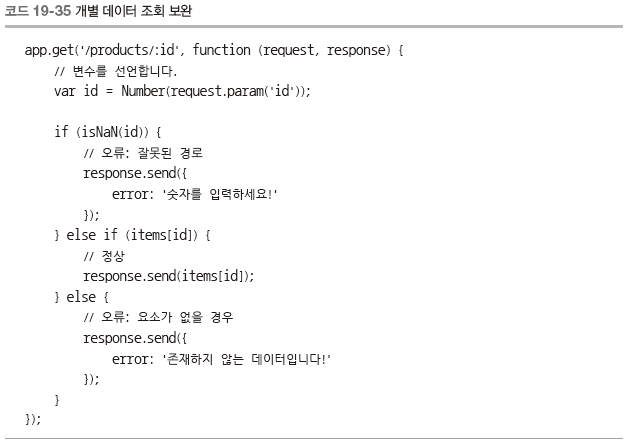 코드 19-35 개별 데이터 조회 보완
app.get('/products/:id', function (request, response) {
    // 변수를 선언합니다.
    var id = Number(request.param('id'));

    if (isNaN(id)) {
        // 오류: 잘못된 경로
        response.send({
            error: '숫자를 입력하세요!'
        });
    } else if (items[id]) {
        // 정상
        response.send(items[id]);
    } else {
        // 오류: 요소가 없을 경우
        response.send({
            error: '존재하지 않는 데이터입니다!'
        });
    }
});